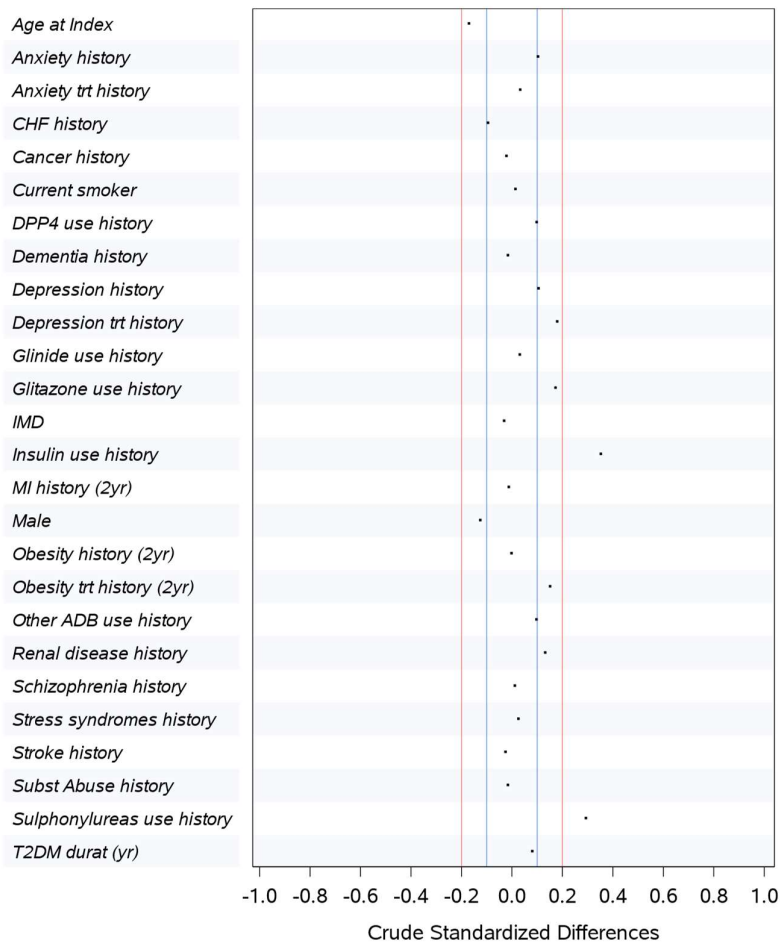 Age at Index
Anxiety history
Anxiety trt history
CHF history
Cancer history
Current smoker
DPP4 use history
Dementia history
Depression history
Depression trt history
Glinide use history
Glitazone use history
IMD
Insulin use history
MI history (2yr)
Male
Obesity history (2yr)
Obesity trt history (2yr)
Other ADB use history
Renal disease history
Schizophrenia history
Stress syndromes history
Stroke history
Subst Abuse history
Sulphonylureas use history
T2DM durat (yr)
-1.0 -0.8 -0.6 -0.4 -0.2 0.0 0.2 0.4 0.6 0.8 1.0
Crude Standardized Differences